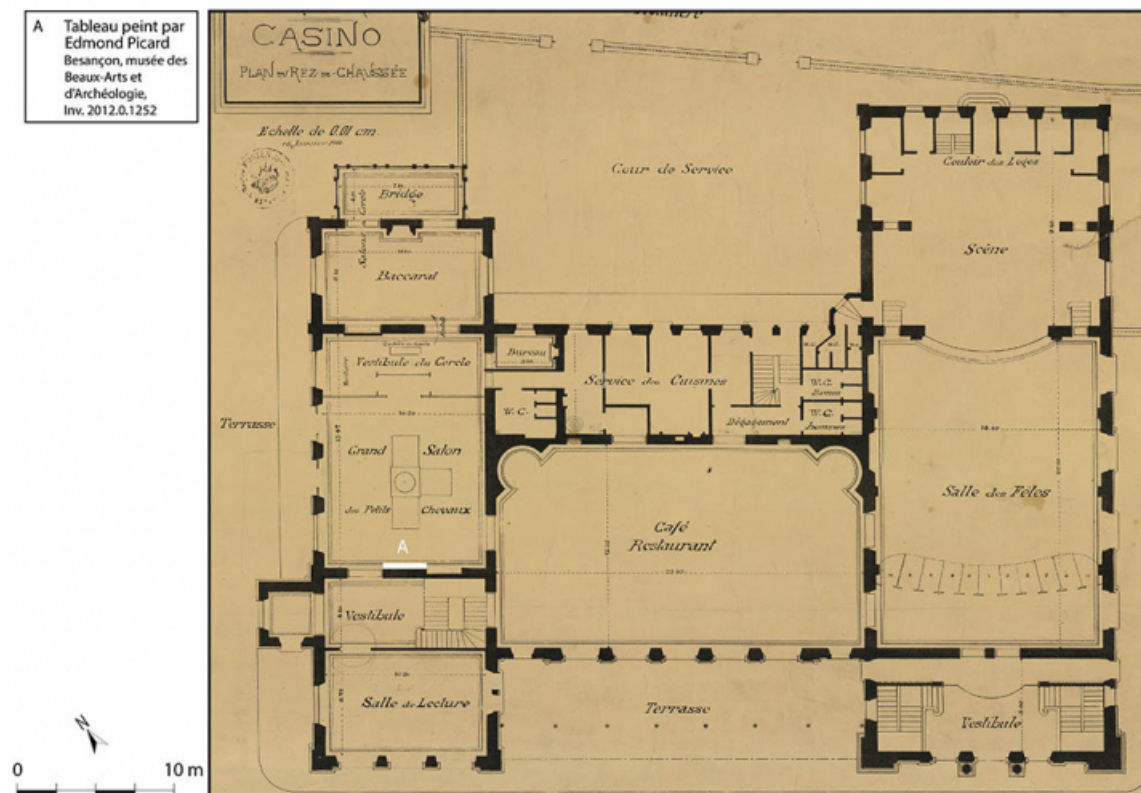 A Tableau peint par
Edmond Picard
Besançon, musée des
Beaux-Arts et
d'Archéologie,
Inv. 2012.0.1252
CASINO
PLAN DU REZ-DE-CHAUSSÉE
Echelle de 0.01 cm.
Cour de Service
Couloir des Loges
Bridge
Salons Cercle
Scène
Baccarat
Vestibule du Cercle
Bureau
Service des Cuisines
W.C.
W.C.
Dames
W.C.
hommes
Dégagement
Terrasse
Grand Salon
des Petits Chevaux
Salle des Fêtes
Café
Restaurant
A
Vestibule
Salle de Lecture
Terrasse
Vestibule
N
0 10 m